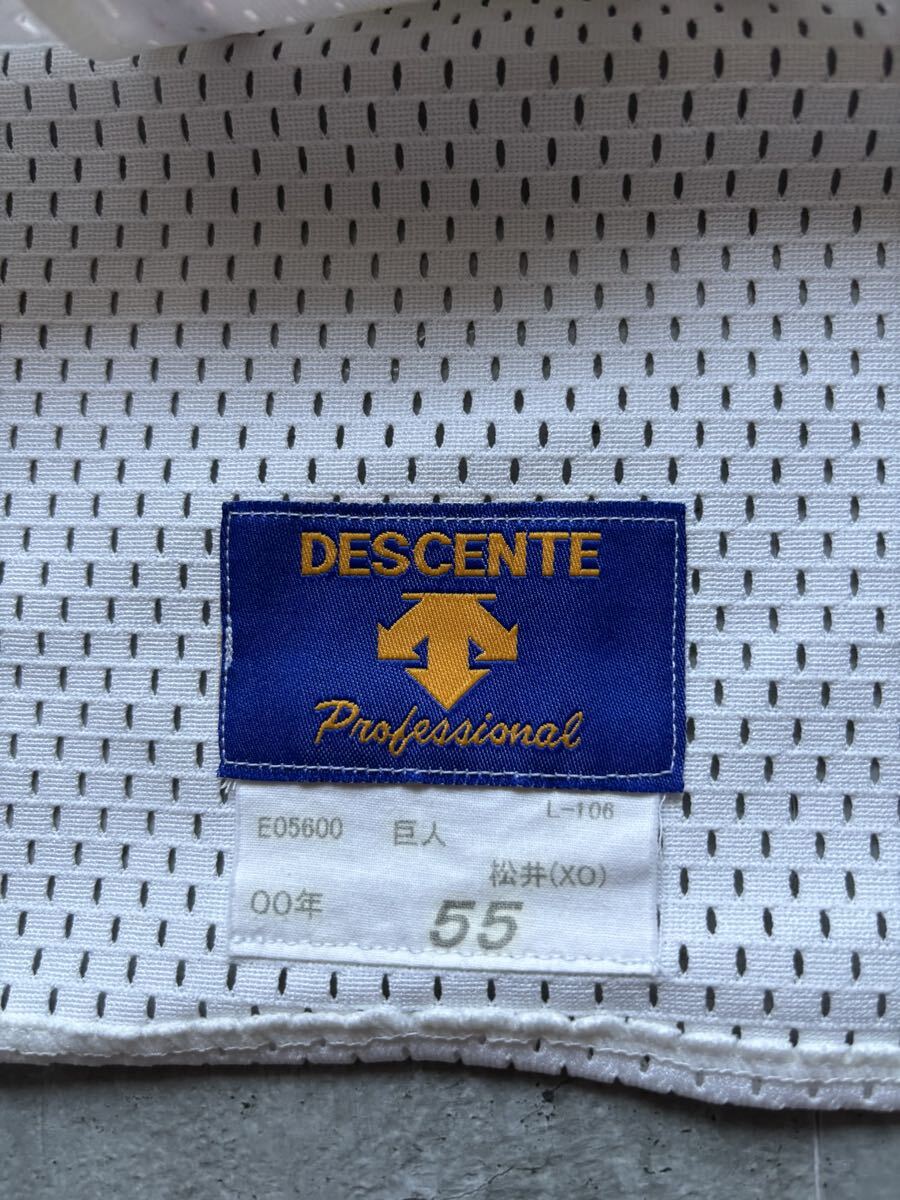 DESCENTE
Professional
L-106
E05600 巨人
松井(XO)
00年 55